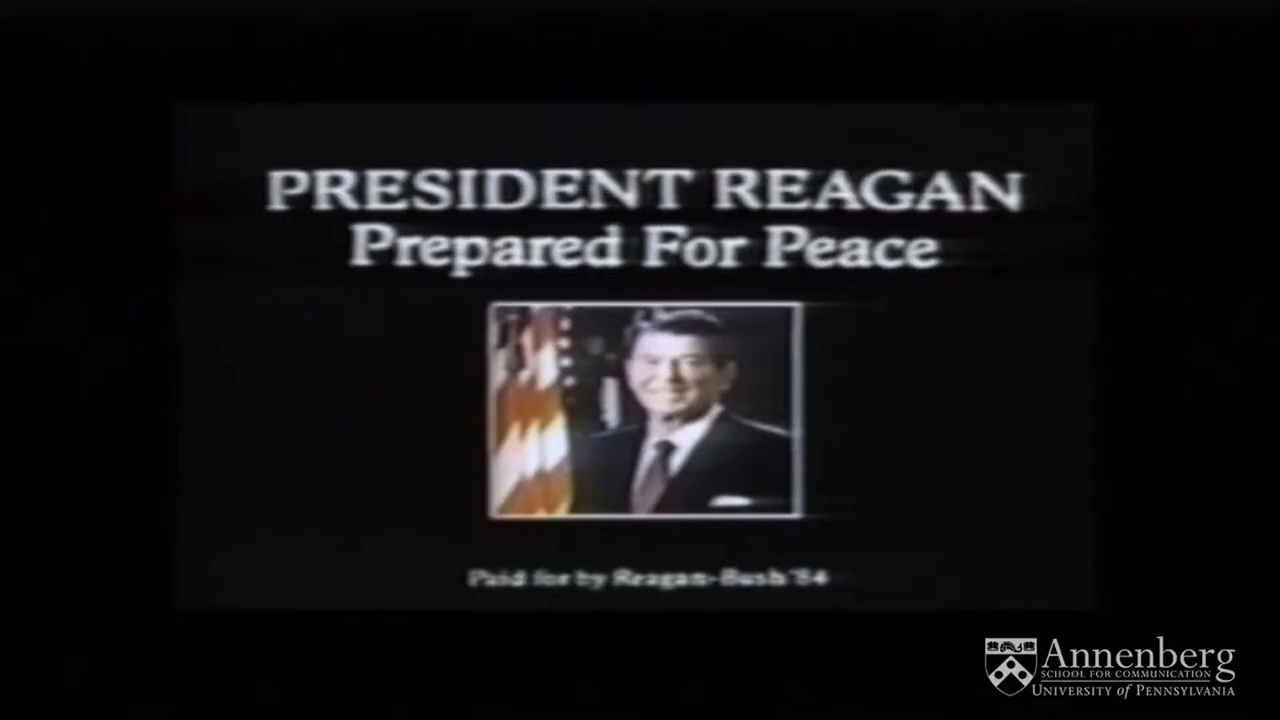 PRESIDENT REAGAN
Prepared For Peace
Paid for by Reagan-Bush '84
Annenberg
SCHOOL FOR COMMUNICATION
UNIVERSITY of PENNSYLVANIA